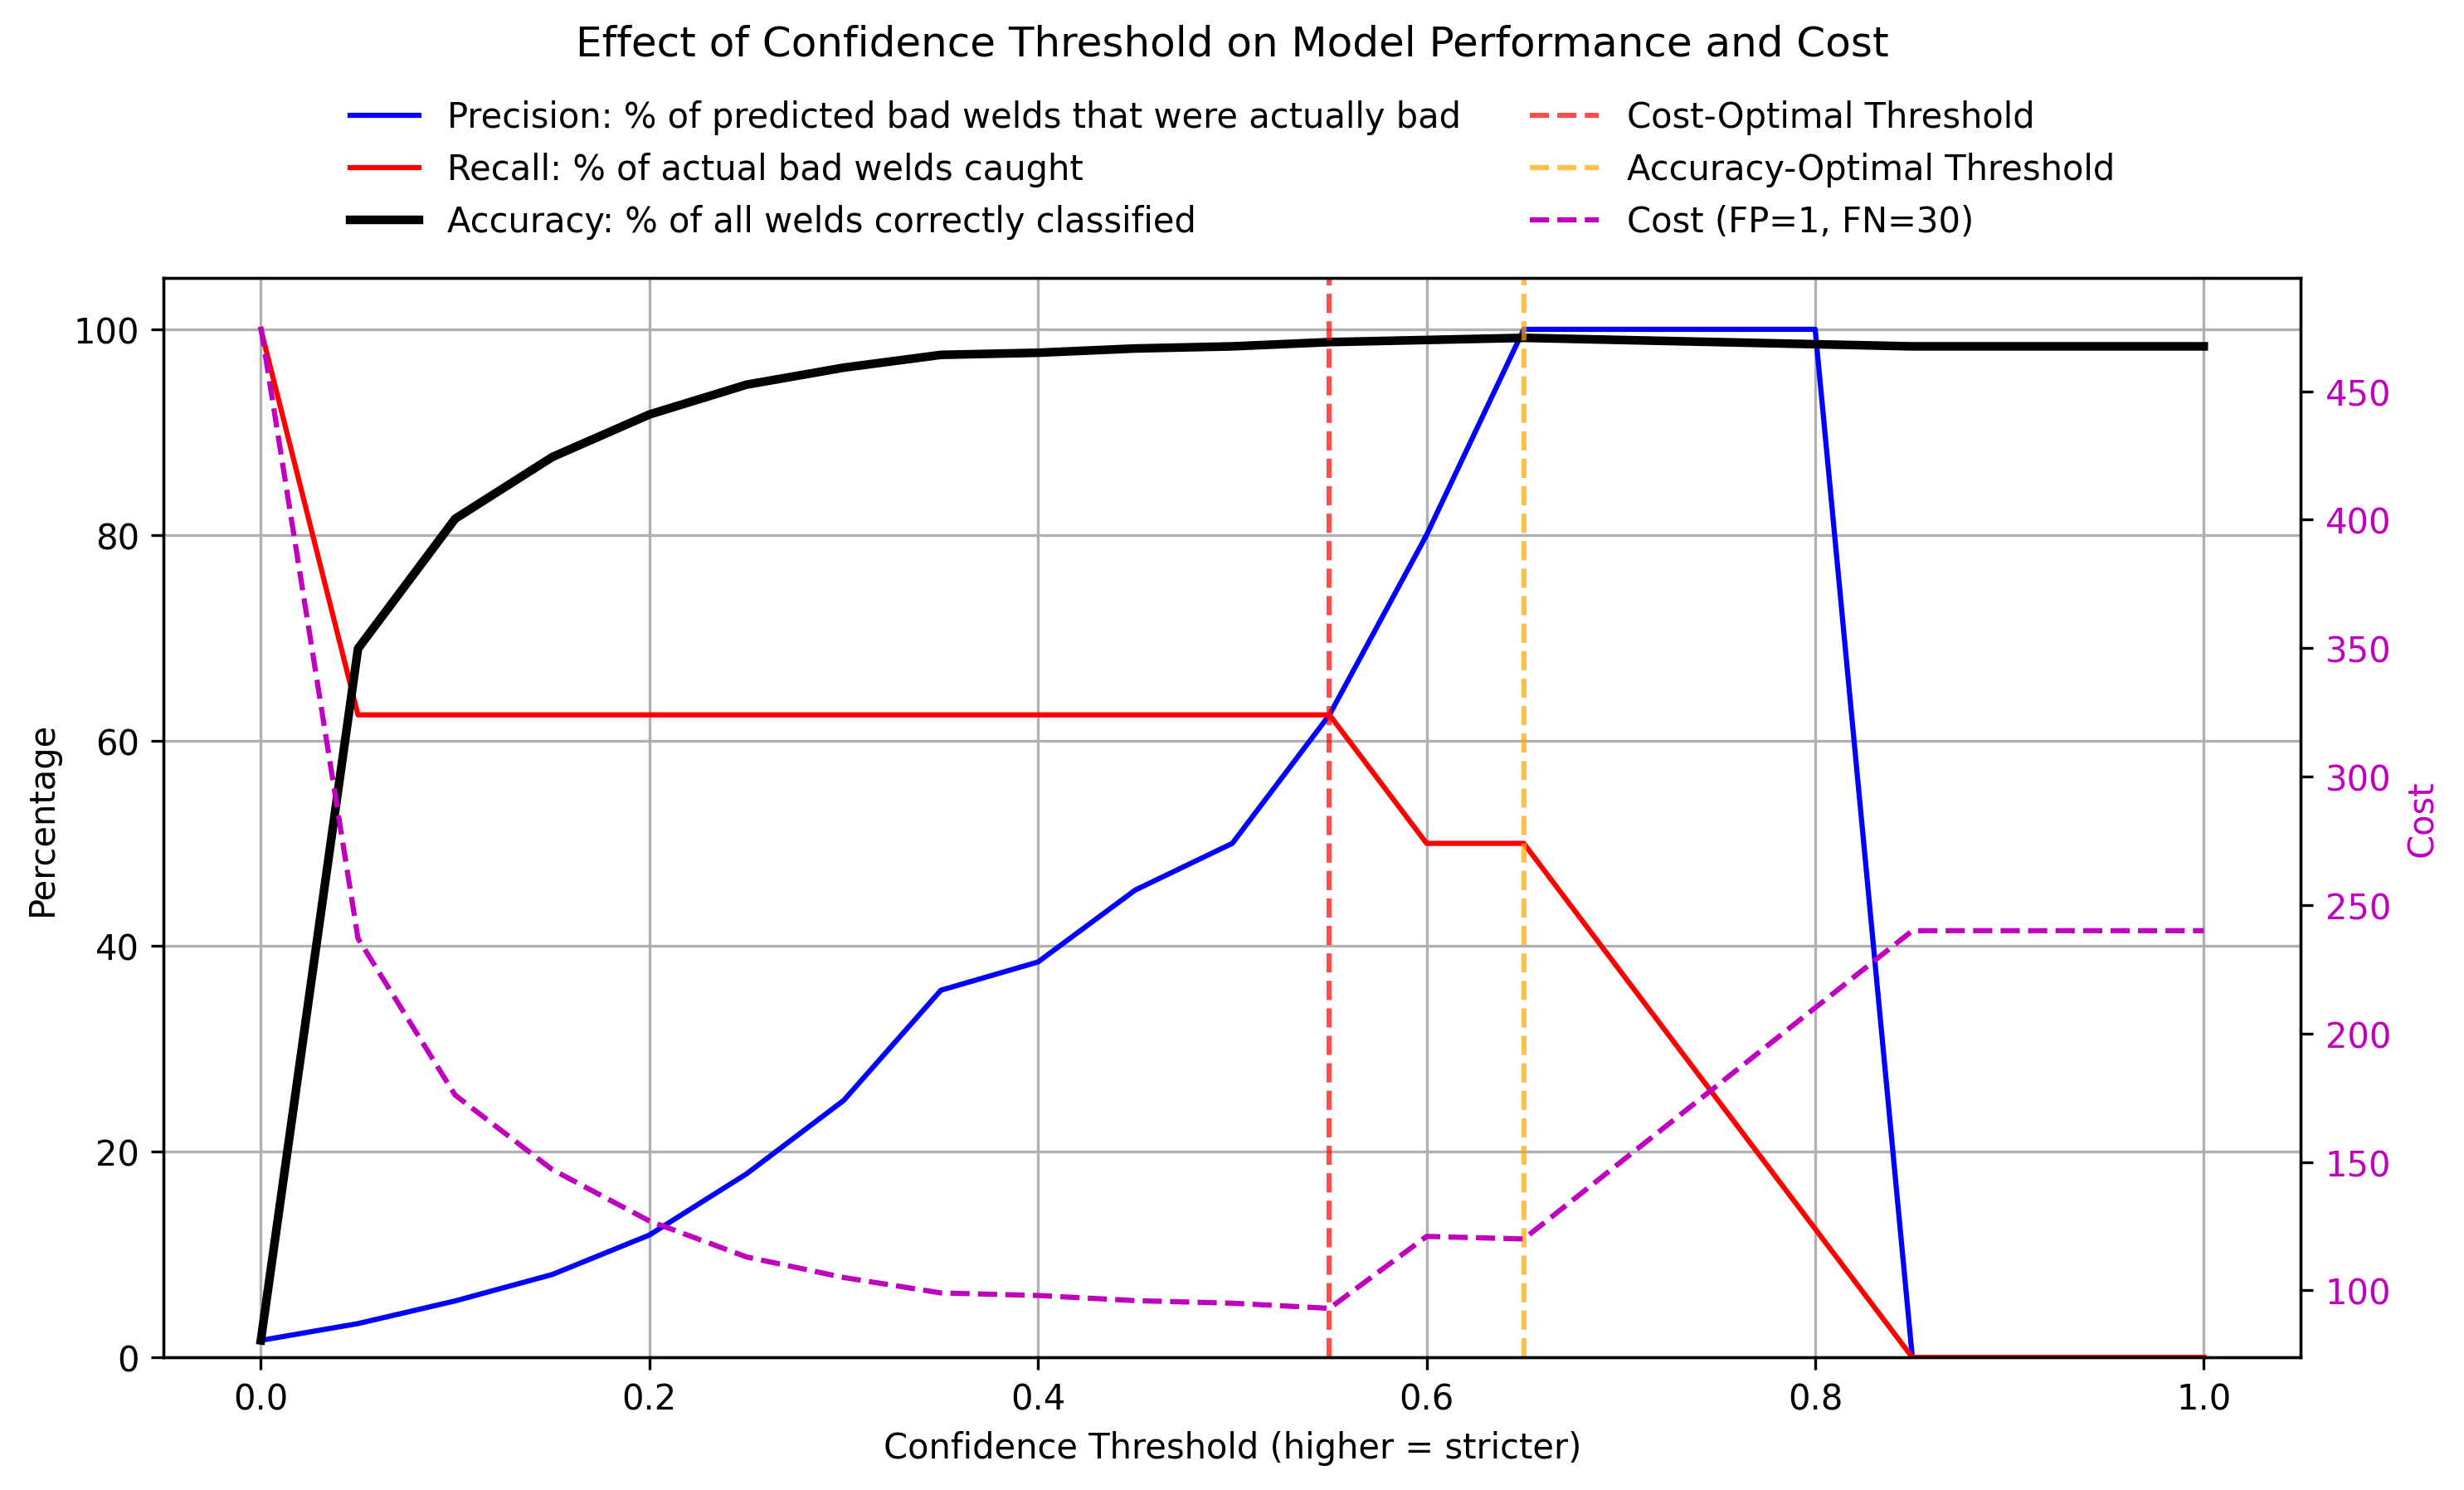 Effect of Confidence Threshold on Model Performance and Cost
Precision: % of predicted bad welds that were actually bad
Recall: % of actual bad welds caught
Accuracy: % of all welds correctly classified
Cost-Optimal Threshold
Accuracy-Optimal Threshold
Cost (FP=1, FN=30)
Percentage
100
80
60
40
20
0
450
400
350
300
250
200
150
100
Cost
0.0 0.2 0.4 0.6 0.8 1.0
Confidence Threshold (higher = stricter)